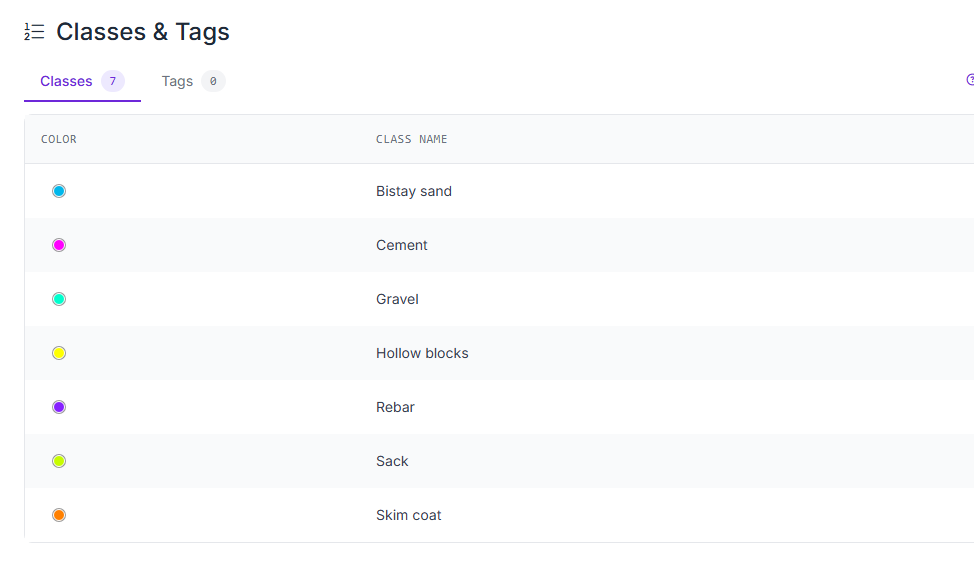 Classes & Tags
Classes 7 Tags 0
COLOR CLASS NAME
Bistay sand
Cement
Gravel
Hollow blocks
Rebar
Sack
Skim coat